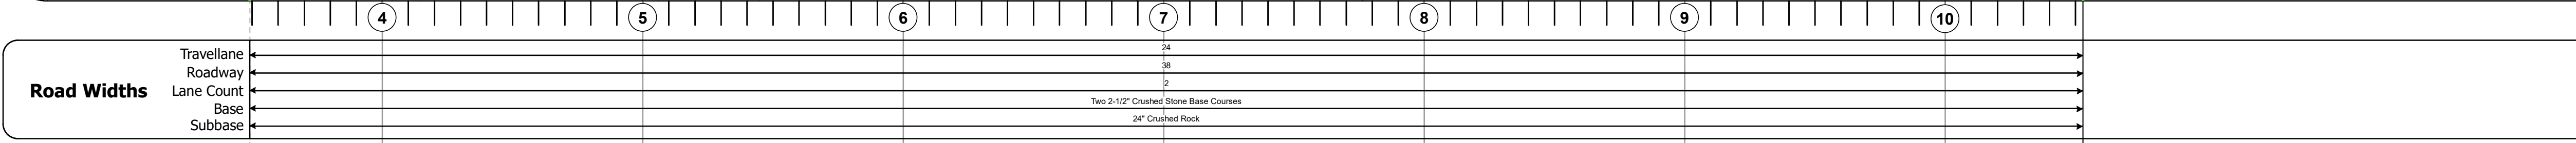 4 5 6 7 8 9 10
Road Widths
Travellane 24
Roadway 38
Lane Count 2
Base Two 2-1/2" Crushed Stone Base Courses
Subbase 24" Crushed Rock